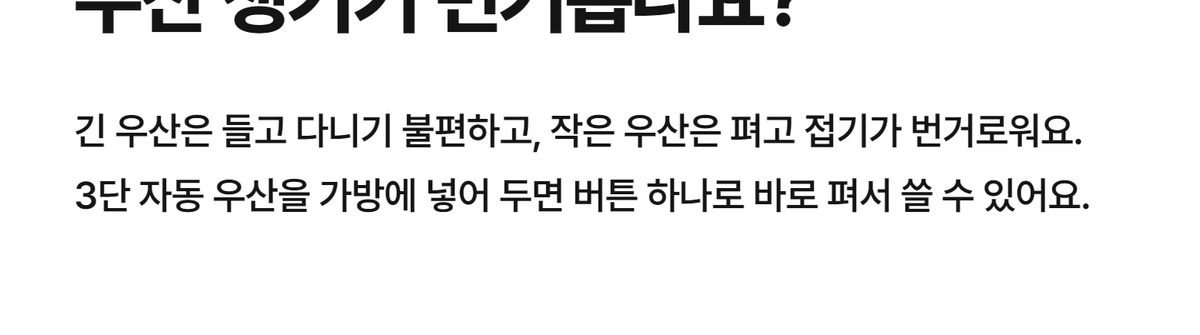 긴 우산은 들고 다니기 불편하고, 작은 우산은 펴고 접기가 번거로워요.
3단 자동 우산을 가방에 넣어 두면 버튼 하나로 바로 펴서 쓸 수 있어요.